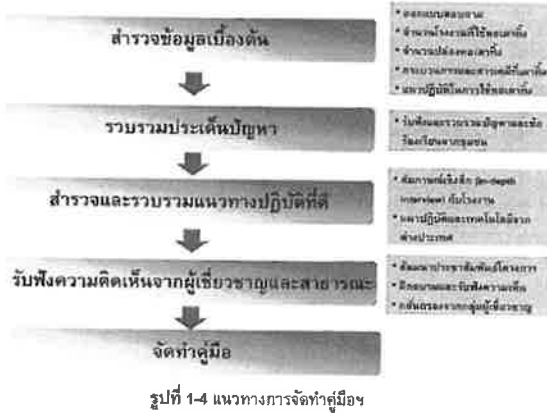 สำรวจข้อมูลเบื้องต้น
• ออกแบบสอบถาม
• จำนวนโรงงานที่ใช้หอเผาทิ้ง
• จำนวนปล่องหอเผาทิ้ง
• กระบวนการและสารเคมีที่เผาทิ้ง
• แนวปฏิบัติในการใช้หอเผาทิ้ง
รวบรวมประเด็นปัญหา
• รับฟังและรวบรวมปัญหาและข้อ
ร้องเรียนจากชุมชน
สำรวจและรวบรวมแนวทางปฏิบัติที่ดี
• สัมภาษณ์เชิงลึก (In-depth
Interview) กับโรงงาน
• แนวปฏิบัติและเทคโนโลยีจาก
ต่างประเทศ
รับฟังความคิดเห็นจากผู้เชี่ยวชาญและสาธารณะ
• สัมมนาประชาสัมพันธ์โครงการ
• ฝึกอบรมและรับฟังความเห็น
• กลั่นกรองจากกลุ่มผู้เชี่ยวชาญ
จัดทำคู่มือ
รูปที่ 1-4 แนวทางการจัดทำคู่มือฯ